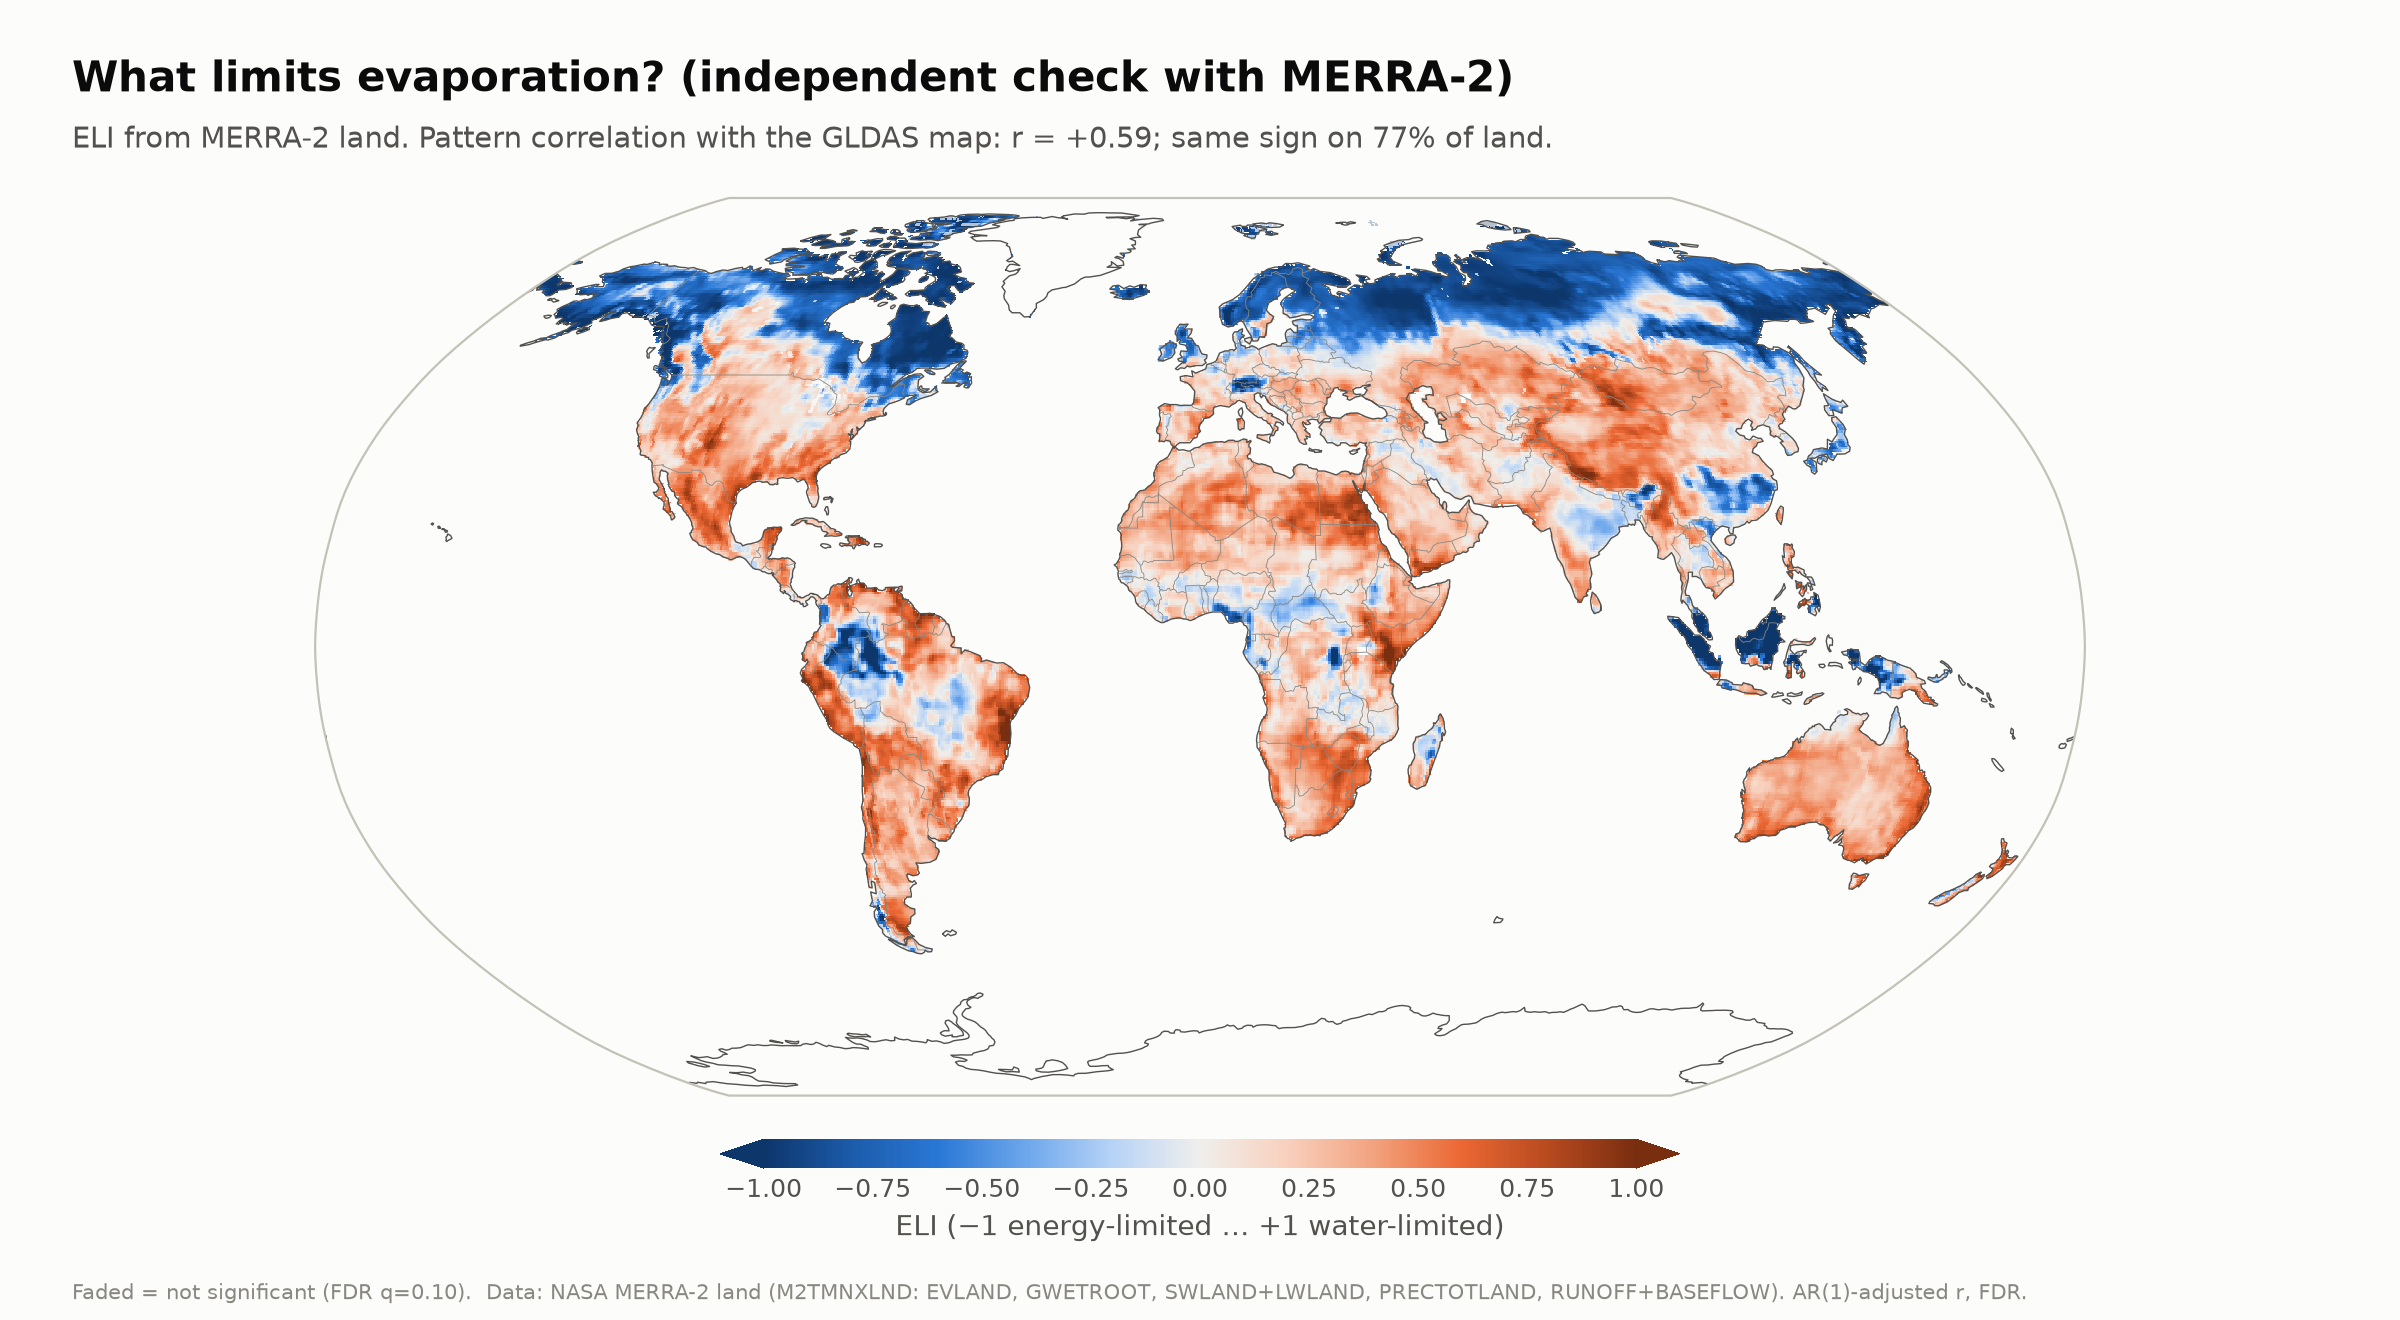 What limits evaporation? (independent check with MERRA-2)
ELI from MERRA-2 land. Pattern correlation with the GLDAS map: r = +0.59; same sign on 77% of land.
−1.00 −0.75 −0.50 −0.25 0.00 0.25 0.50 0.75 1.00
ELI (−1 energy-limited ... +1 water-limited)
Faded = not significant (FDR q=0.10).  Data: NASA MERRA-2 land (M2TMNXLND: EVLAND, GWETROOT, SWLAND+LWLAND, PRECTOTLAND, RUNOFF+BASEFLOW). AR(1)-adjusted r, FDR.